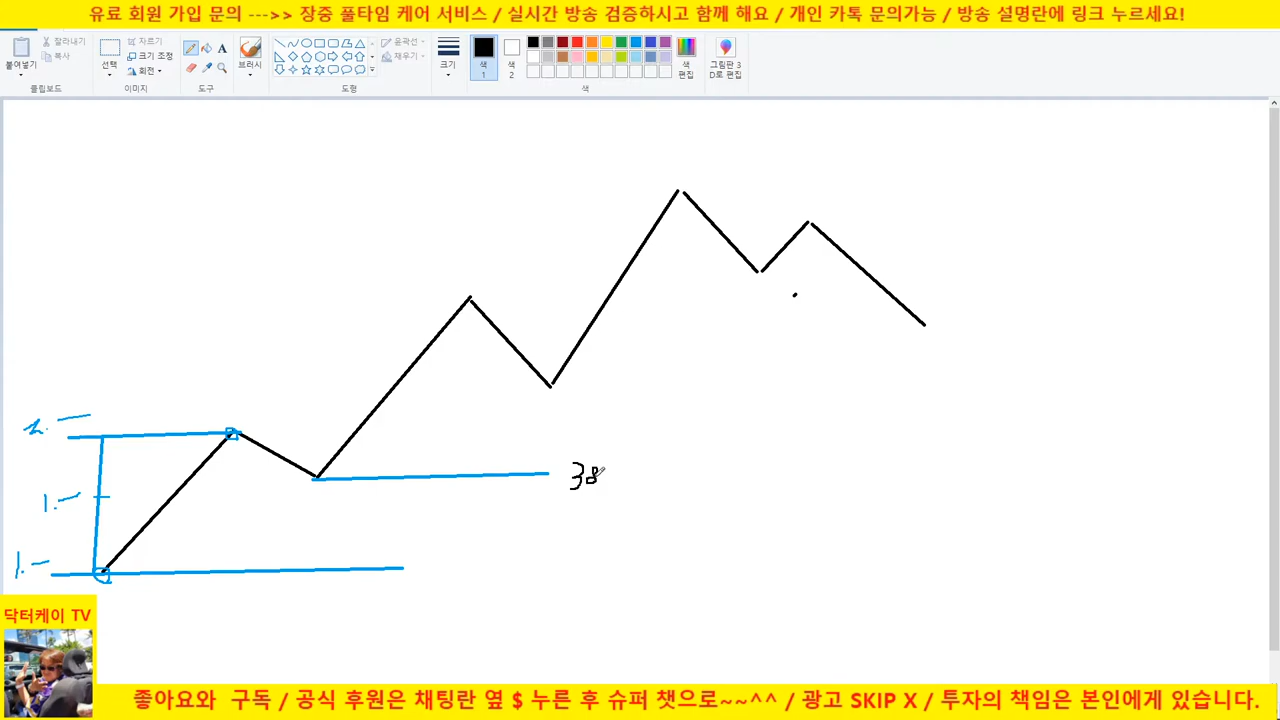 유료 회원 가입 문의 --->> 장중 풀타임 케어 서비스 / 실시간 방송 검증하시고 함께 해요 / 개인 카톡 문의가능 / 방송 설명란에 링크 누르세요!
붙여넣기
잘라내기
복사
클립보드
선택
자르기
크기 조정
회전
이미지
A
도구
브러시
윤곽선
채우기
도형
크기
색
1
색
2
색
편집
색
그림판 3
D로 편집
2.
1.
1.
38
닥터케이 TV
좋아요와 구독 / 공식 후원은 채팅란 옆 $ 누른 후 슈퍼 챗으로~~^^ / 광고 SKIP X / 투자의 책임은 본인에게 있습니다.